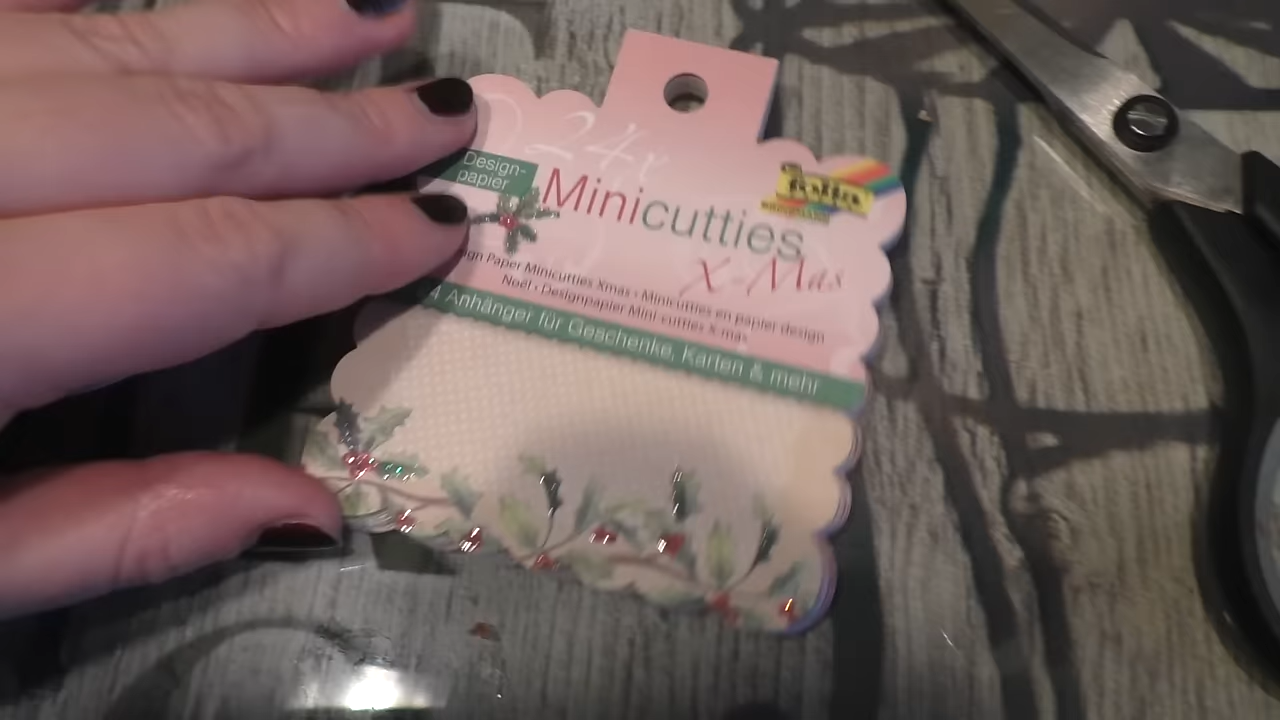 24x
Design-
papier
folia
Minicutties
X-Mas
gn Paper Minicutties Xmas • Minicutties en papier design
Noël • Designpapier Mini-cutties X-mas
4 Anhänger für Geschenke, Karten & mehr